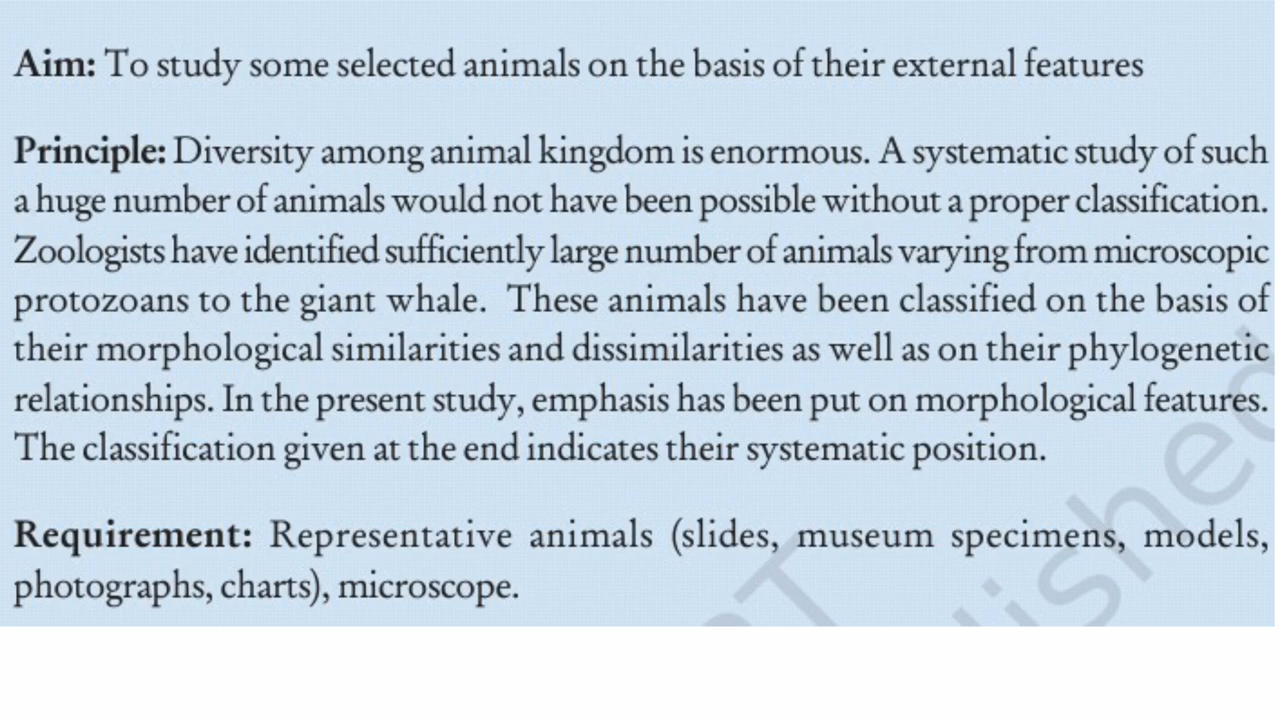 Aim: To study some selected animals on the basis of their external features
Principle: Diversity among animal kingdom is enormous. A systematic study of such
a huge number of animals would not have been possible without a proper classification.
Zoologists have identified sufficiently large number of animals varying from microscopic
protozoans to the giant whale. These animals have been classified on the basis of
their morphological similarities and dissimilarities as well as on their phylogenetic
relationships. In the present study, emphasis has been put on morphological features.
The classification given at the end indicates their systematic position.
Requirement: Representative animals (slides, museum specimens, models,
photographs, charts), microscope.